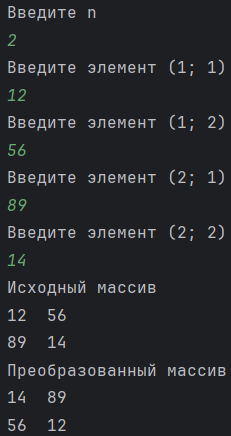 Введите n
2
Введите элемент (1; 1)
12
Введите элемент (1; 2)
56
Введите элемент (2; 1)
89
Введите элемент (2; 2)
14
Исходный массив
12  56
89  14
Преобразованный массив
14  89
56  12